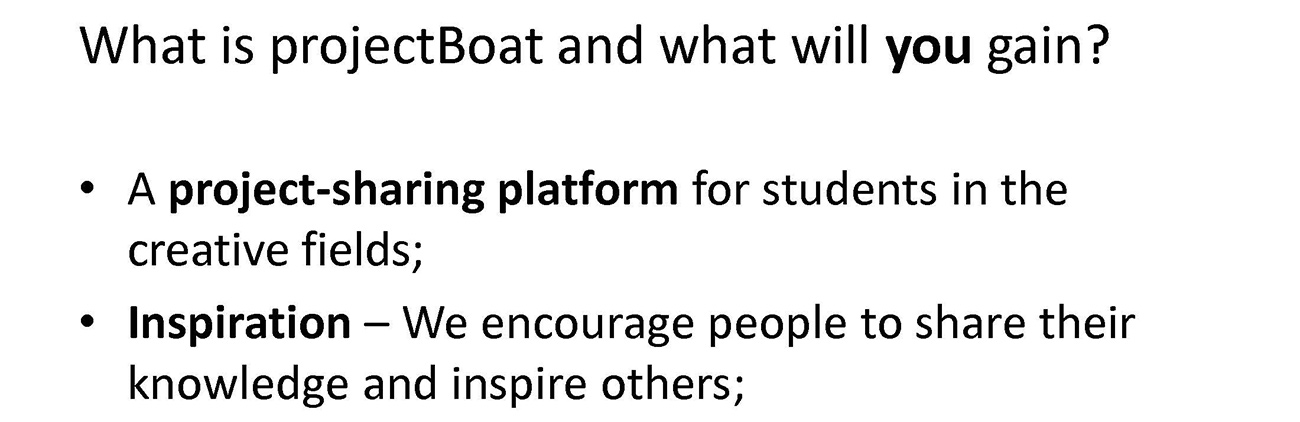 What is projectBoat and what will you gain?
• A project-sharing platform for students in the
creative fields;
• Inspiration – We encourage people to share their
knowledge and inspire others;